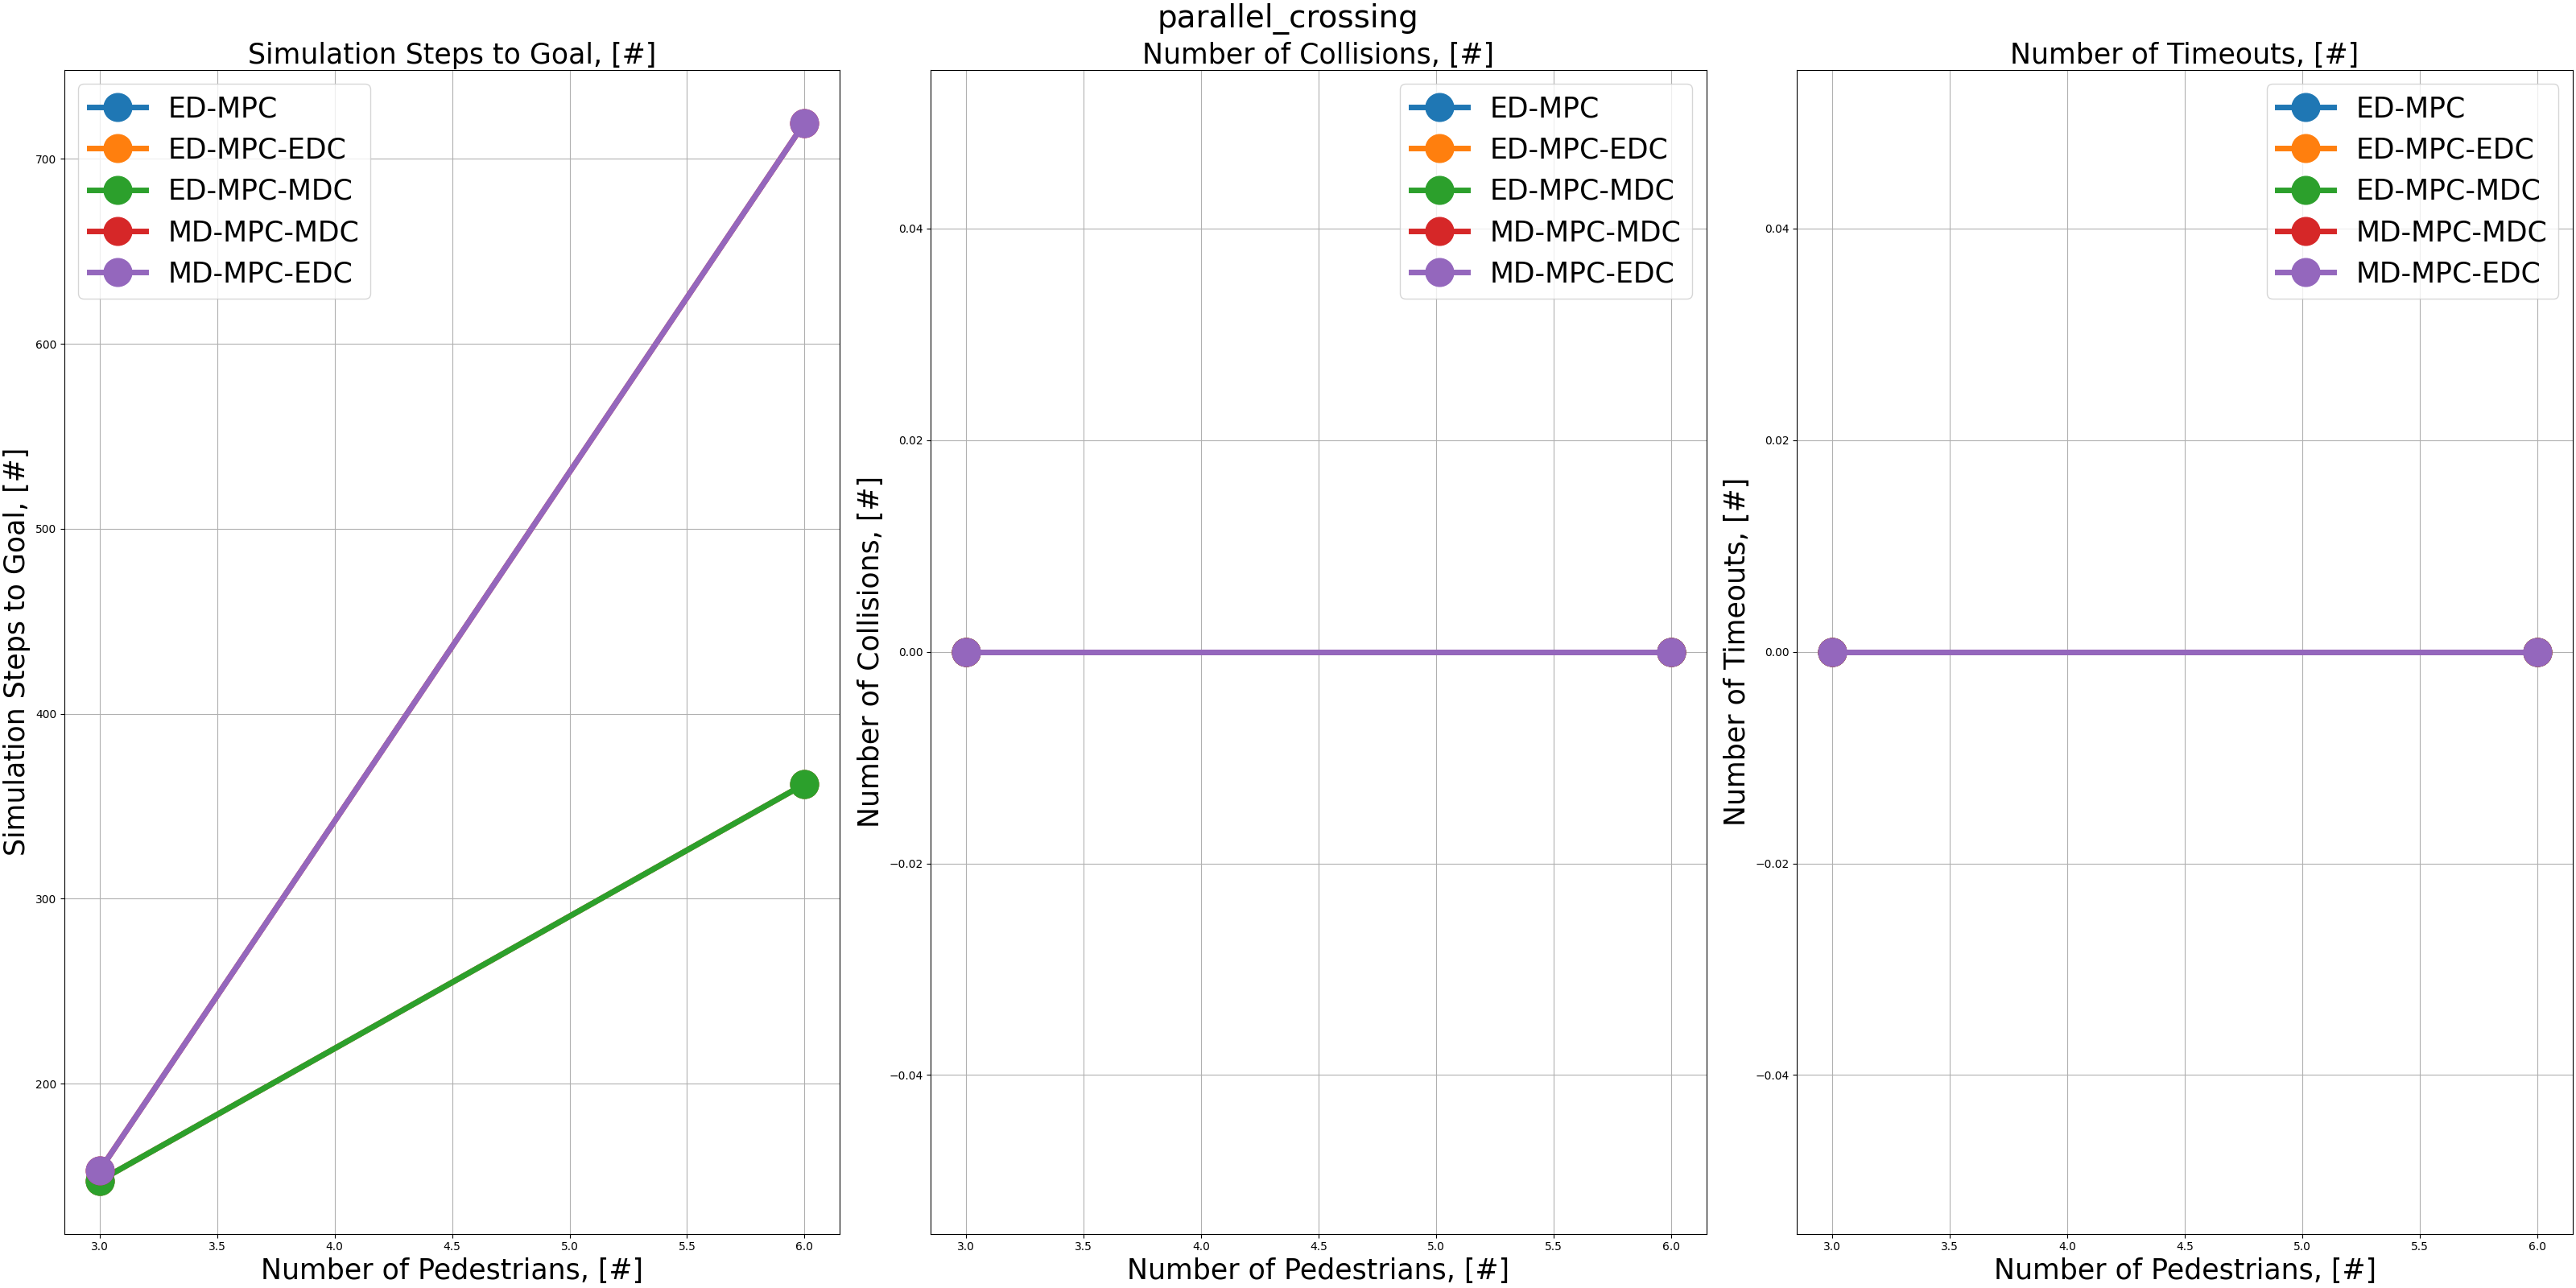 parallel_crossing
Simulation Steps to Goal, [#]
ED-MPC
ED-MPC-EDC
ED-MPC-MDC
MD-MPC-MDC
MD-MPC-EDC
700
600
500
400
300
200
3.0 3.5 4.0 4.5 5.0 5.5 6.0
Simulation Steps to Goal, [#]
Number of Pedestrians, [#]
Number of Collisions, [#]
ED-MPC
ED-MPC-EDC
ED-MPC-MDC
MD-MPC-MDC
MD-MPC-EDC
0.04
0.02
0.00
−0.02
−0.04
3.0 3.5 4.0 4.5 5.0 5.5 6.0
Number of Collisions, [#]
Number of Pedestrians, [#]
Number of Timeouts, [#]
ED-MPC
ED-MPC-EDC
ED-MPC-MDC
MD-MPC-MDC
MD-MPC-EDC
0.04
0.02
0.00
−0.02
−0.04
3.0 3.5 4.0 4.5 5.0 5.5 6.0
Number of Timeouts, [#]
Number of Pedestrians, [#]